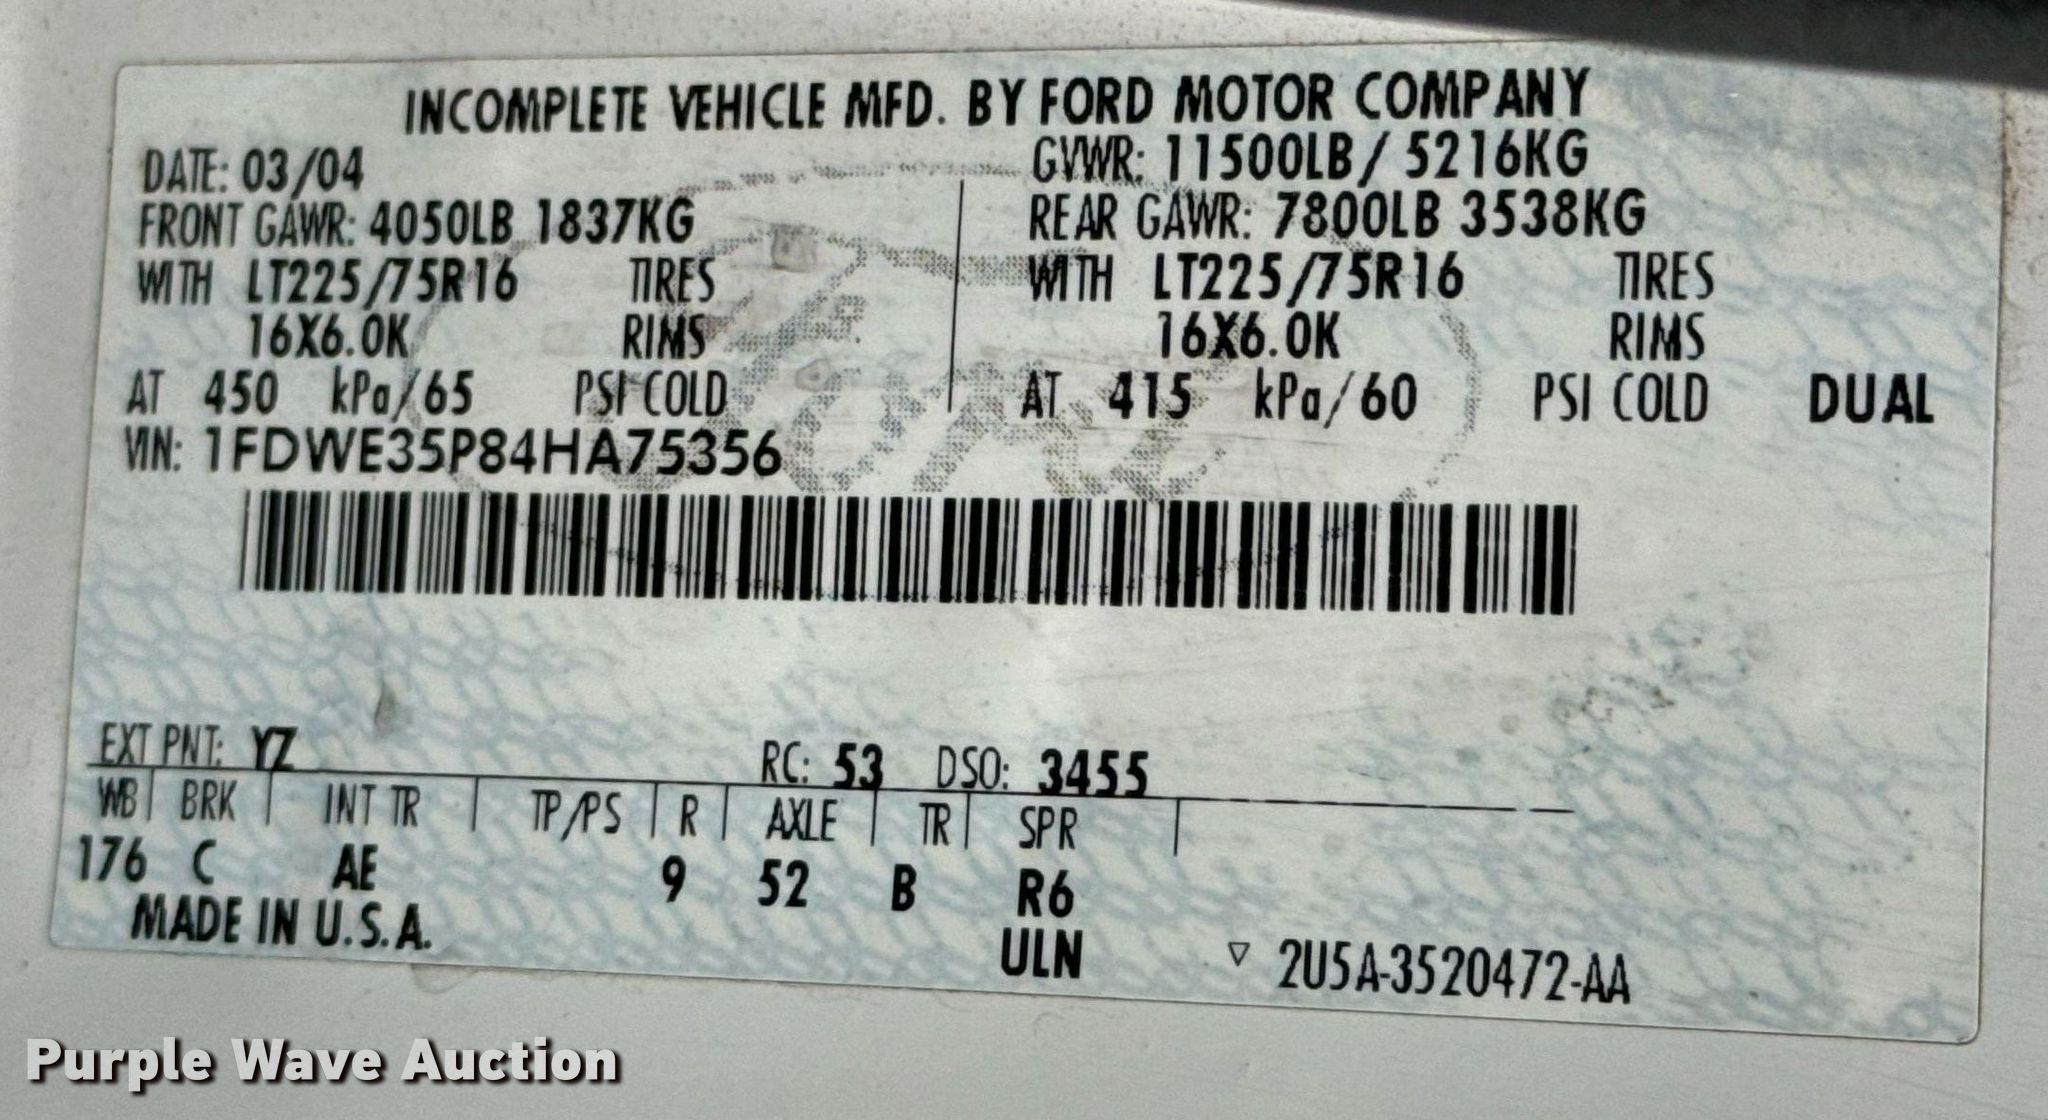 INCOMPLETE VEHICLE MFD. BY FORD MOTOR COMPANY
DATE: 03/04 GVWR: 11500LB/ 5216KG
FRONT GAWR: 4050LB 1837KG REAR GAWR: 7800LB 3538KG
WITH LT225/75R16 TIRES WITH LT225/75R16 TIRES
16X6.0K RIMS 16X6.0K RIMS
AT 450 kPa/65 PSI COLD AT 415 kPa/60 PSI COLD DUAL
VIN: 1FDWE35P84HA75356
Ford
EXT PNT: YZ RC: 53 DSO: 3455
WB BRK INT TR TP/PS R AXLE TR SPR
176 C AE 9 52 B R6
MADE IN U.S.A. ULN 2U5A-3520472-AA
Purple Wave Auction